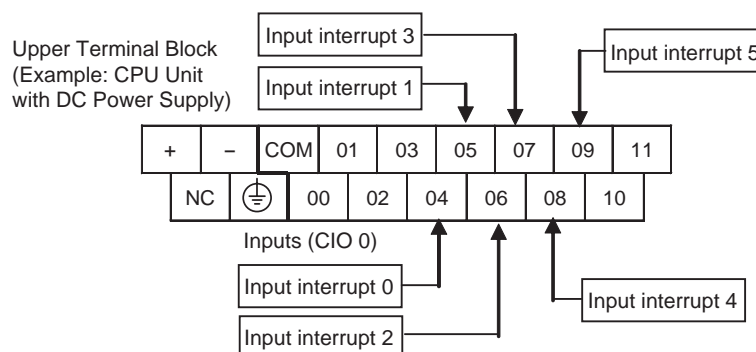 Upper Terminal Block
(Example: CPU Unit
with DC Power Supply)
Input interrupt 3
Input interrupt 1
Input interrupt 5
+ − COM 01 03 05 07 09 11
NC 00 02 04 06 08 10
Inputs (CIO 0)
Input interrupt 0
Input interrupt 2
Input interrupt 4